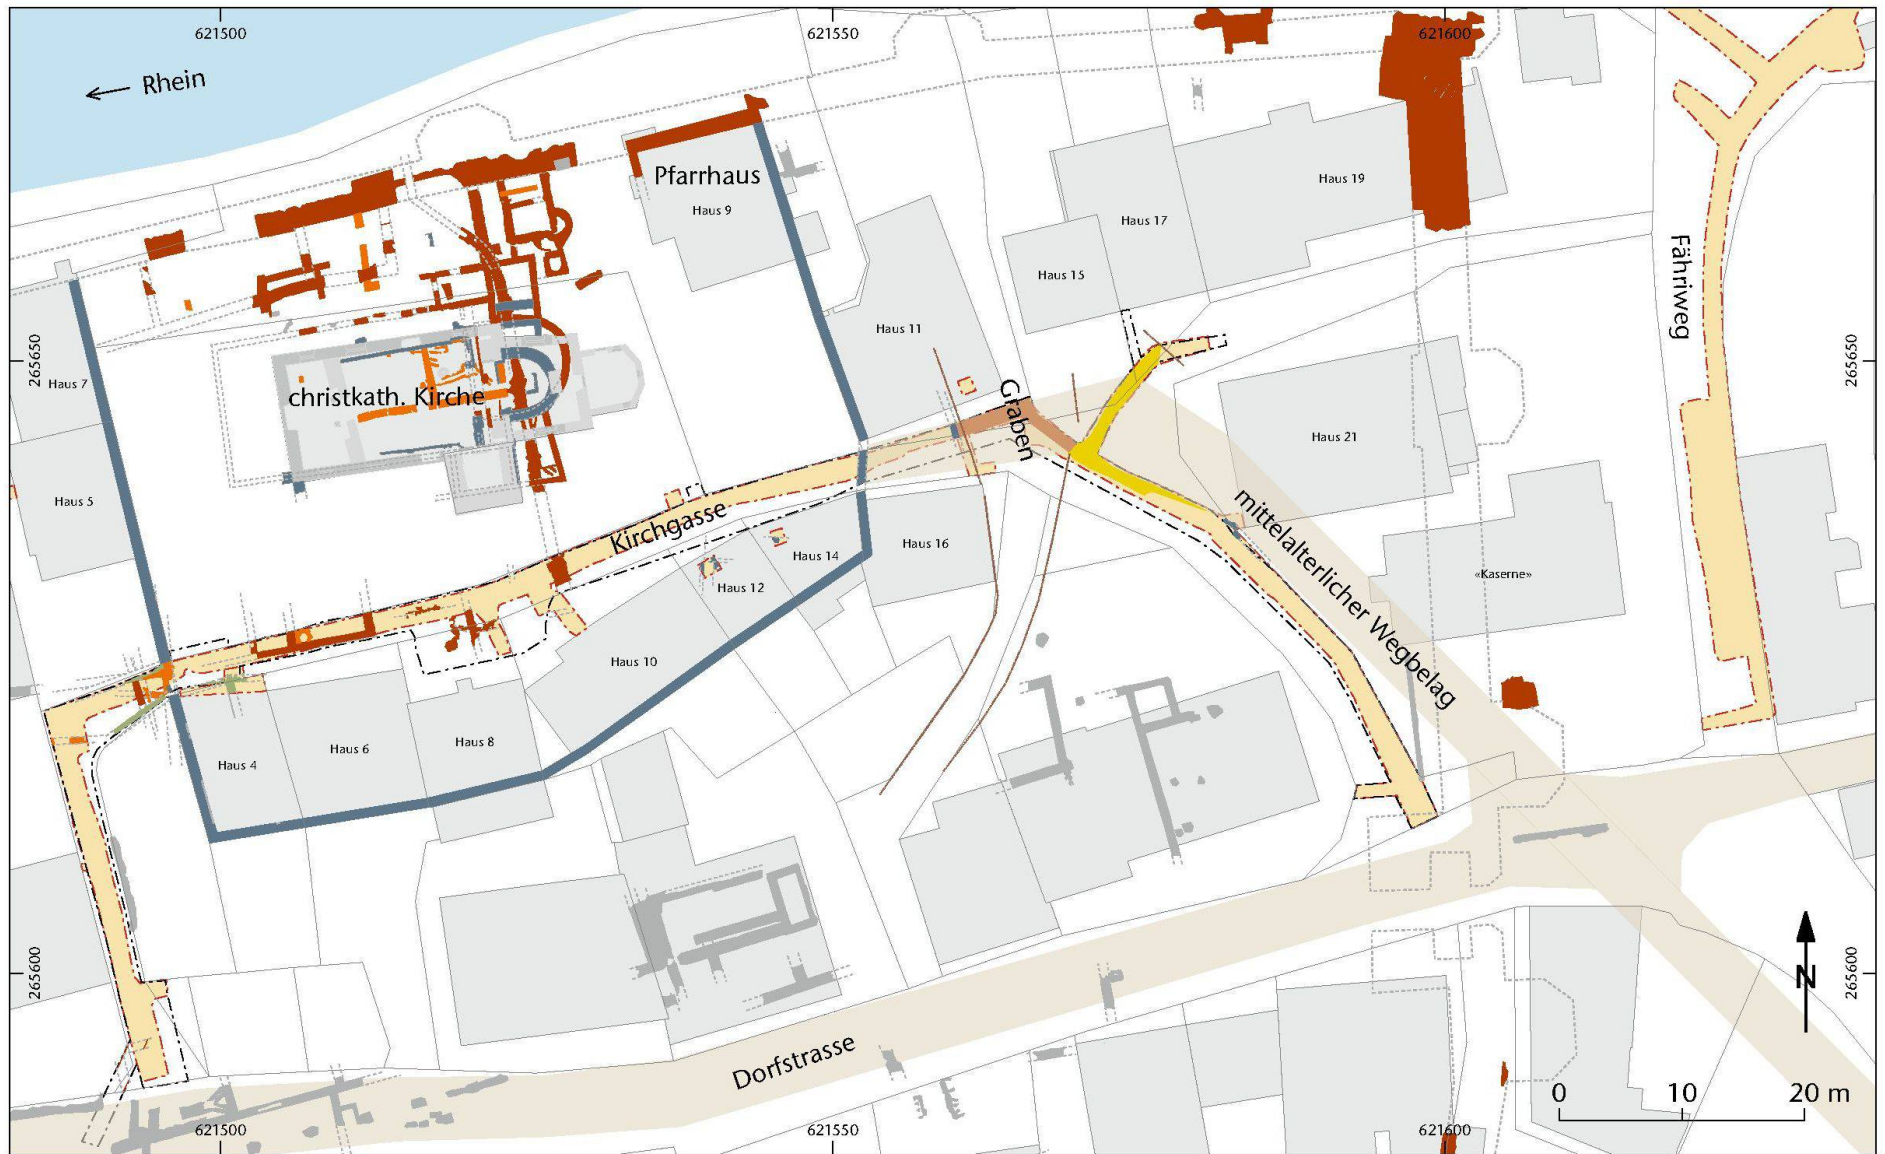 621500
621550
621600
← Rhein
Pfarrhaus
Haus 9
Haus 19
Haus 17
Haus 15
Fähriweg
Haus 11
265650
265650
Haus 7
christkath. Kirche
Graben
Haus 21
Haus 5
Kirchgasse
mittelalterlicher Wegbelag
Haus 16
Haus 14
Haus 12
«Kaserne»
Haus 10
Haus 8
Haus 6
Haus 4
265600
265600
N
Dorfstrasse
0 10 20 m
621500
621550
621600